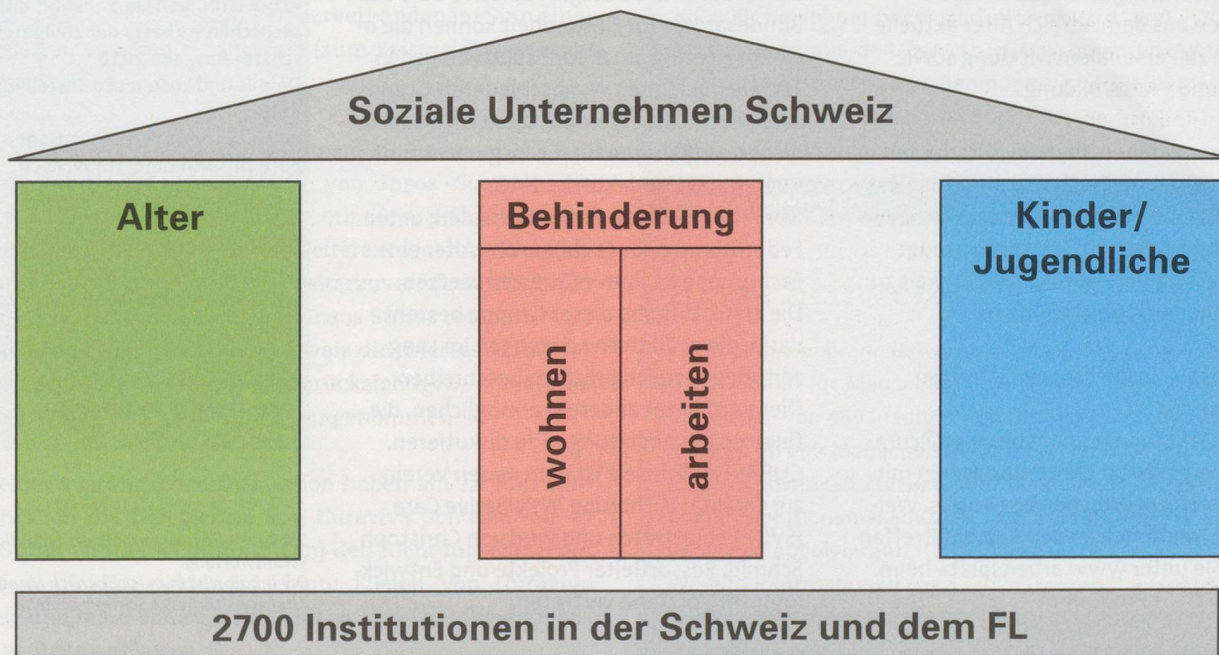 Soziale Unternehmen Schweiz
Alter
Behinderung
wohnen
arbeiten
Kinder/
Jugendliche
2700 Institutionen in der Schweiz und dem FL